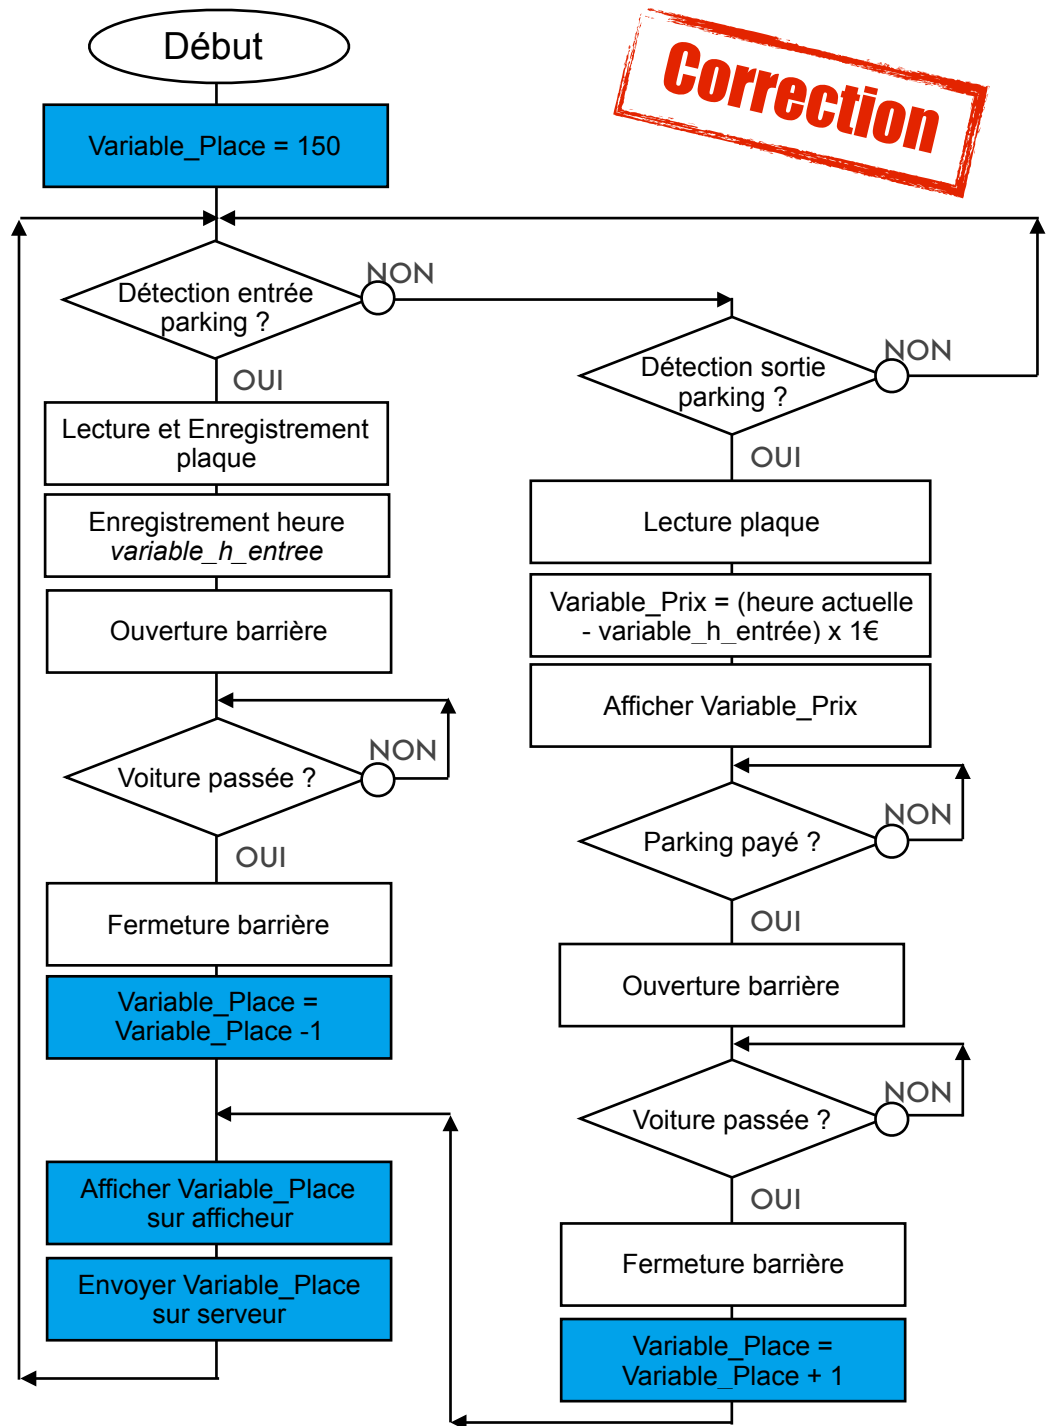 Début
Correction
Variable_Place = 150
Détection entrée
parking ?
NON
OUI
Lecture et Enregistrement
plaque
Enregistrement heure
variable_h_entree
Ouverture barrière
Voiture passée ?
NON
OUI
Fermeture barrière
Variable_Place =
Variable_Place -1
Afficher Variable_Place
sur afficheur
Envoyer Variable_Place
sur serveur
Détection sortie
parking ?
NON
OUI
Lecture plaque
Variable_Prix = (heure actuelle
- variable_h_entrée) x 1€
Afficher Variable_Prix
Parking payé ?
NON
OUI
Ouverture barrière
Voiture passée ?
NON
OUI
Fermeture barrière
Variable_Place =
Variable_Place + 1